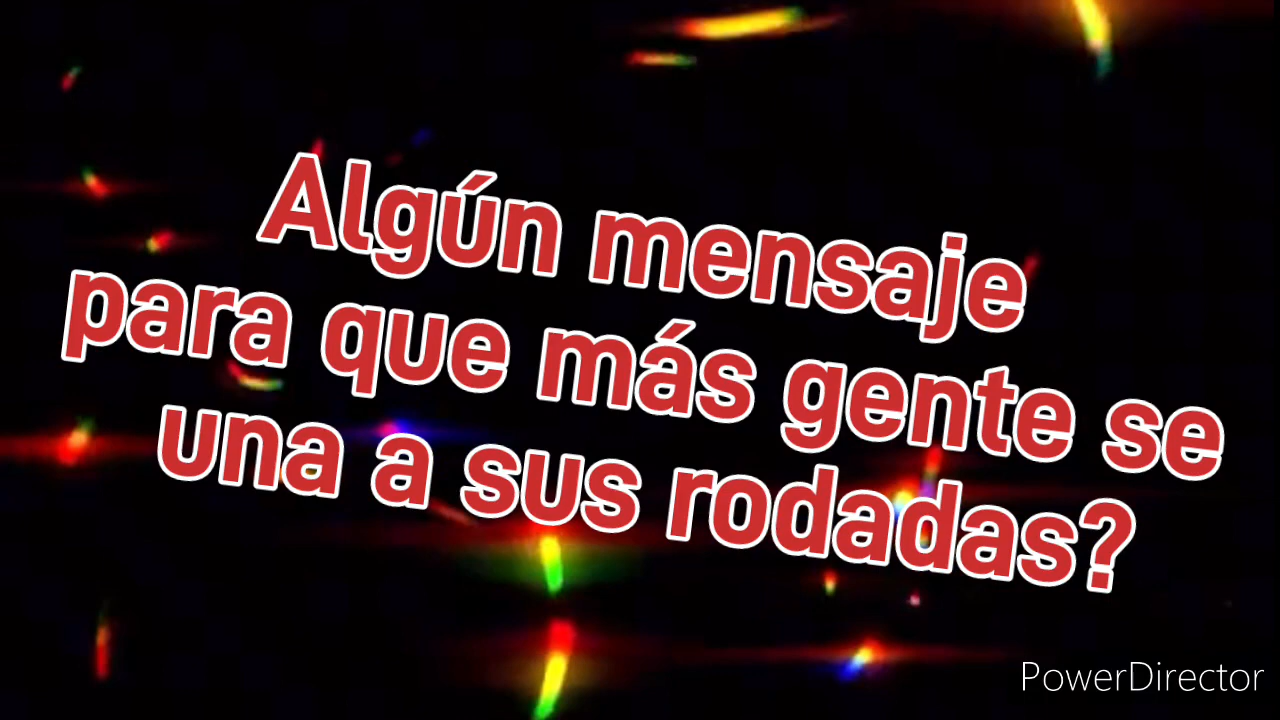 Algún mensaje
para que más gente se
una a sus rodadas?
PowerDirector